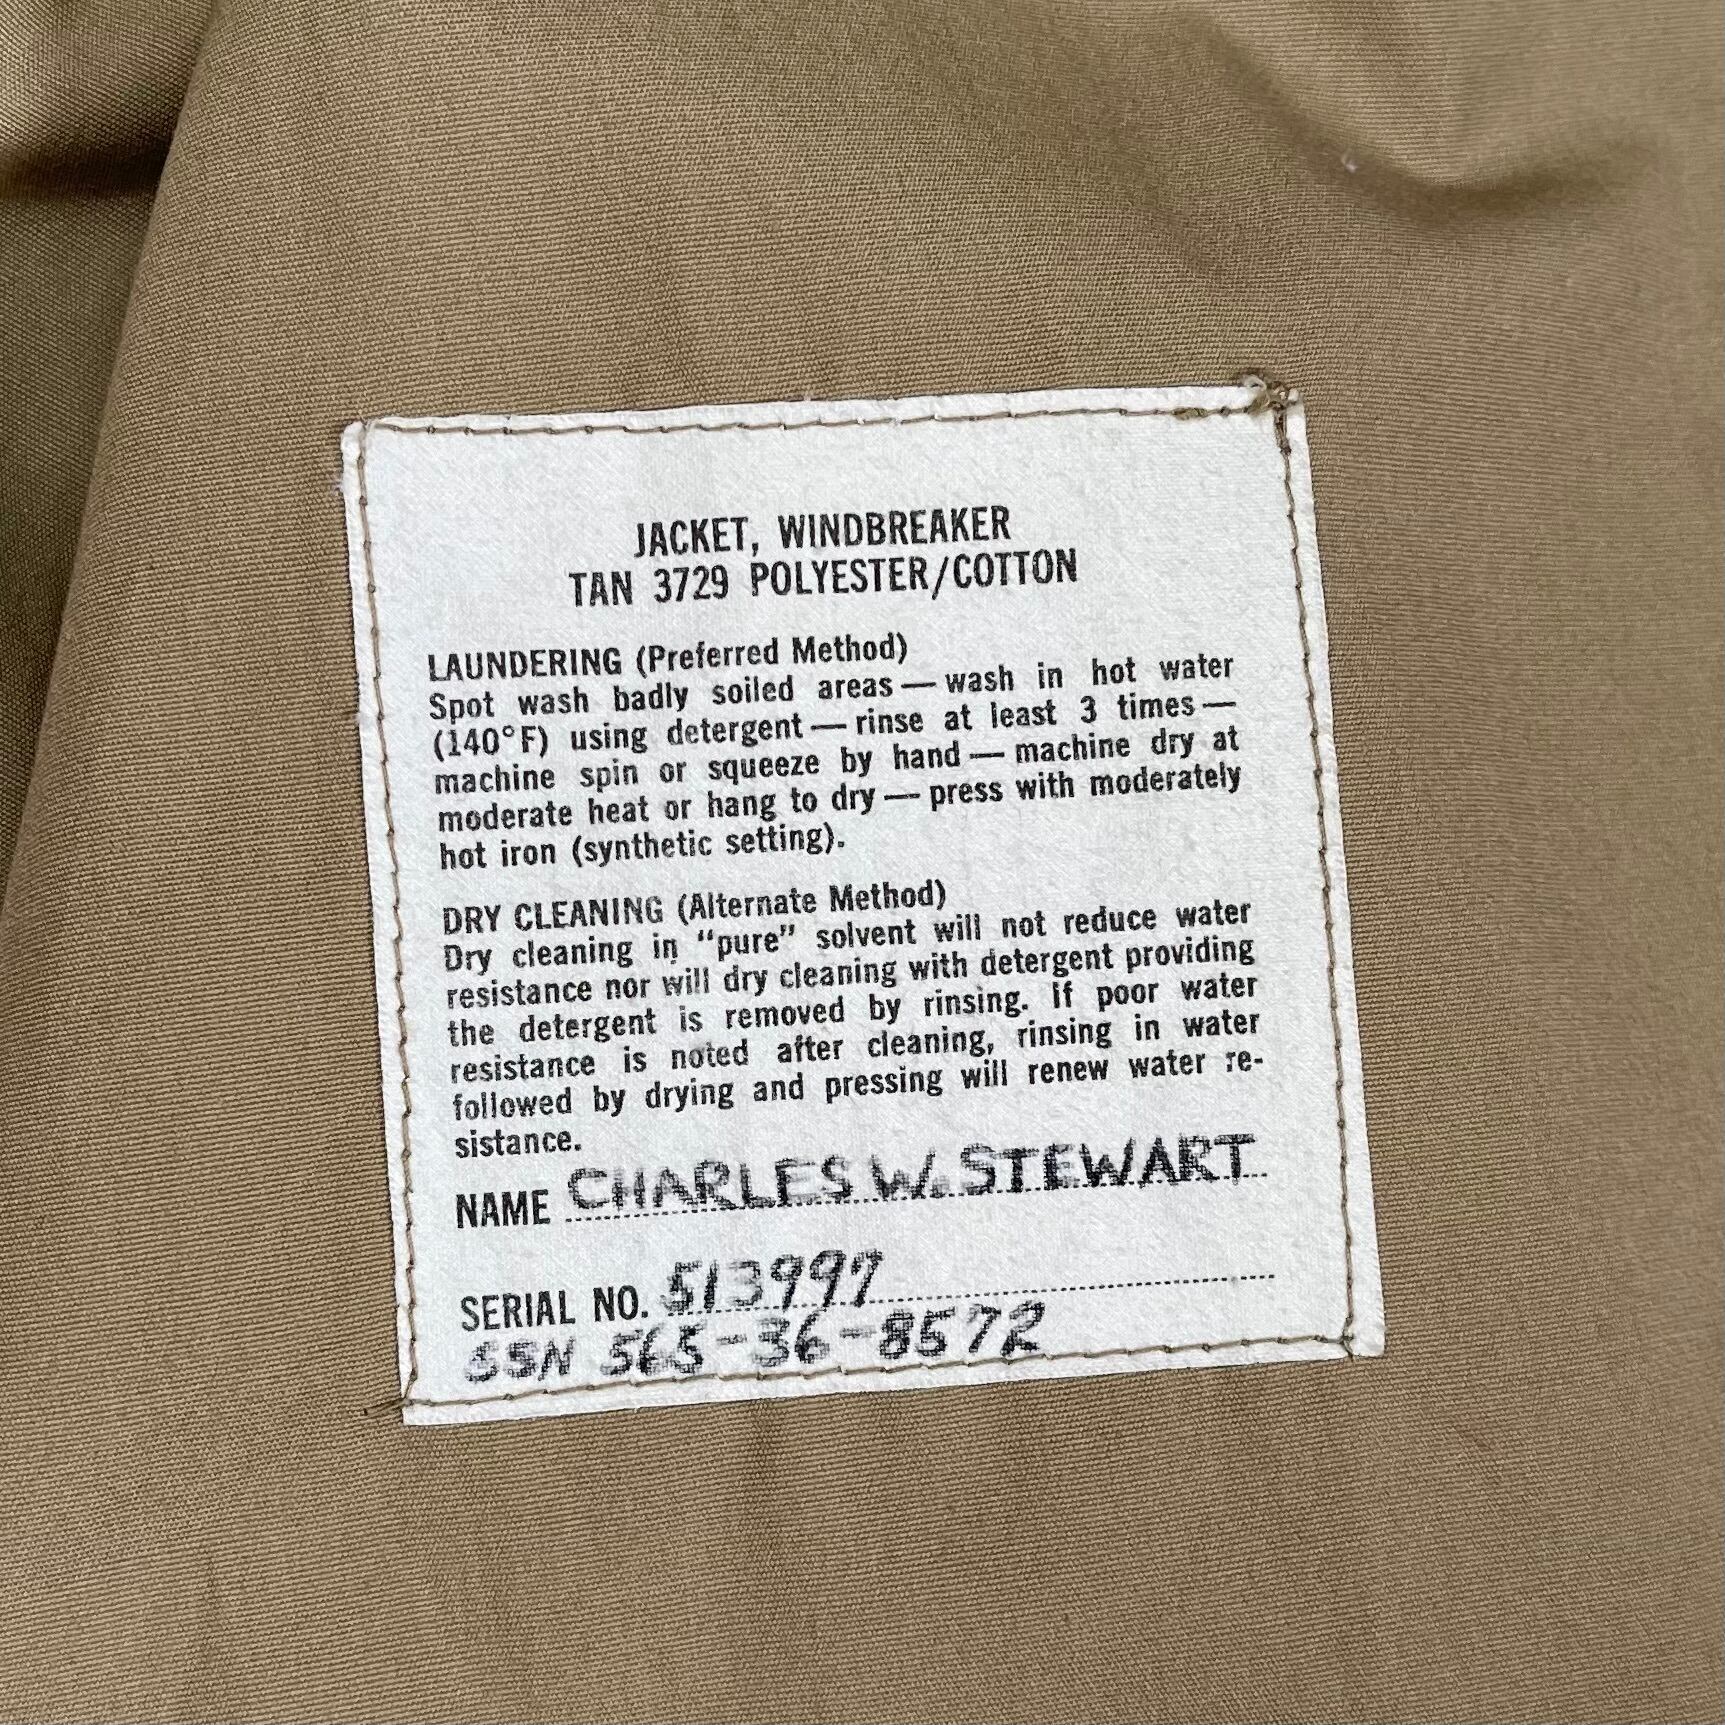 JACKET, WINDBREAKER
TAN 3729 POLYESTER/COTTON
LAUNDERING (Preferred Method)
Spot wash badly soiled areas — wash in hot water
(140°F) using detergent — rinse at least 3 times —
machine spin or squeeze by hand — machine dry at
moderate heat or hang to dry — press with moderately
hot iron (synthetic setting).
DRY CLEANING (Alternate Method)
Dry cleaning in “pure” solvent will not reduce water
resistance nor will dry cleaning with detergent providing
the detergent is removed by rinsing. If poor water
resistance is noted after cleaning, rinsing in water
followed by drying and pressing will renew water re-
sistance.
NAME CHARLES W. STEWART
SERIAL NO. 513997
SSN 565-36-8572